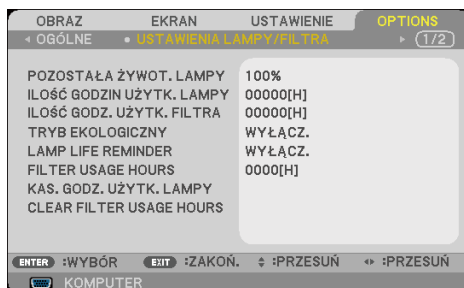 OBRAZ EKRAN USTAWIENIE OPTIONS
OGÓLNE USTAWIENIA LAMPY/FILTRA (1/2)
POZOSTAŁA ŻYWOT. LAMPY 100%
ILOŚĆ GODZIN UŻYTK. LAMPY 00000[H]
ILOŚĆ GODZ. UŻYTK. FILTRA 00000[H]
TRYB EKOLOGICZNY WYŁĄCZ.
LAMP LIFE REMINDER WYŁĄCZ.
FILTER USAGE HOURS 0000[H]
KAS. GODZ. UŻYTK. LAMPY
CLEAR FILTER USAGE HOURS
ENTER :WYBÓR EXIT :ZAKOŃ. :PRZESUŃ :PRZESUŃ
KOMPUTER